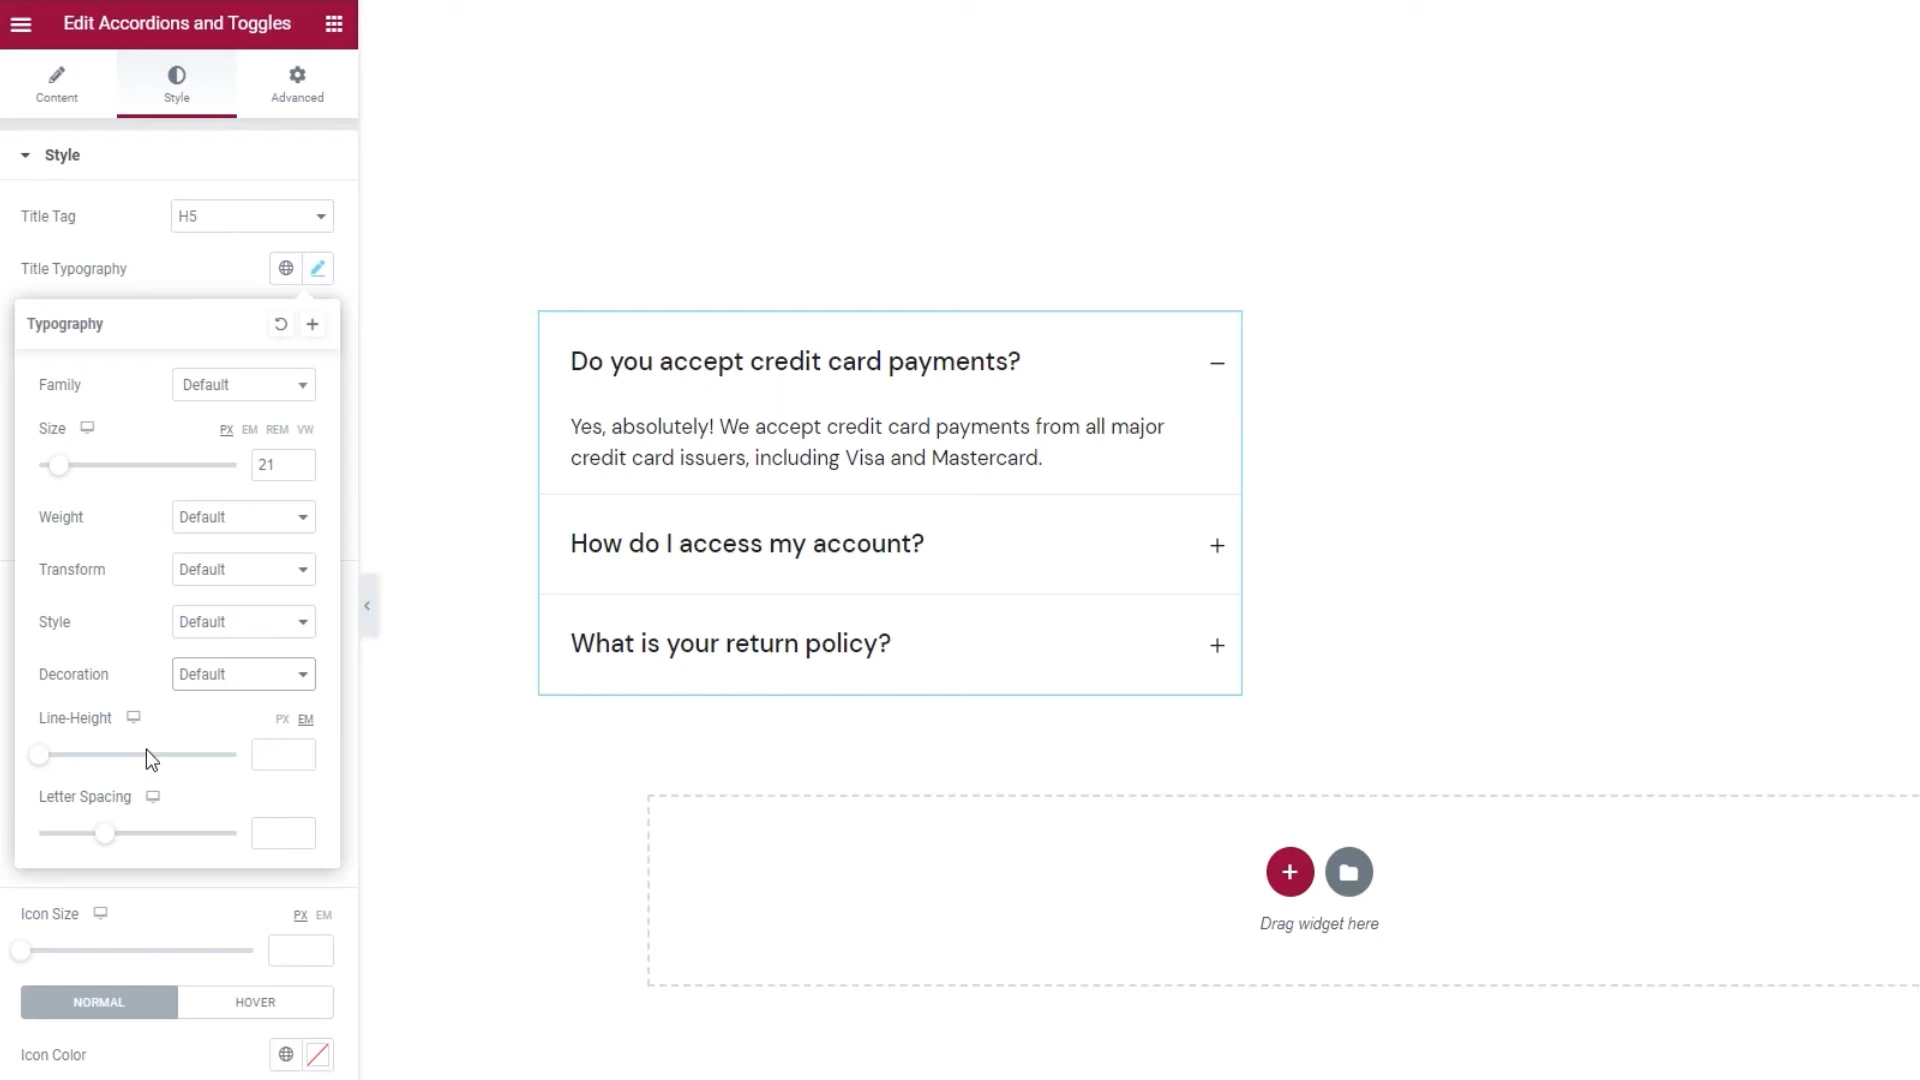 Edit Accordions and Toggles
Content
Style
Advanced
Style
Title Tag
H5
Title Typography
Typography
Family
Default
Size
PX EM REM VW
21
Weight
Default
Transform
Default
Style
Default
Decoration
Default
Line-Height
PX EM
Letter Spacing
Icon Size
PX EM
NORMAL
HOVER
Icon Color
Do you accept credit card payments?
Yes, absolutely! We accept credit card payments from all major
credit card issuers, including Visa and Mastercard.
How do I access my account?
What is your return policy?
Drag widget here